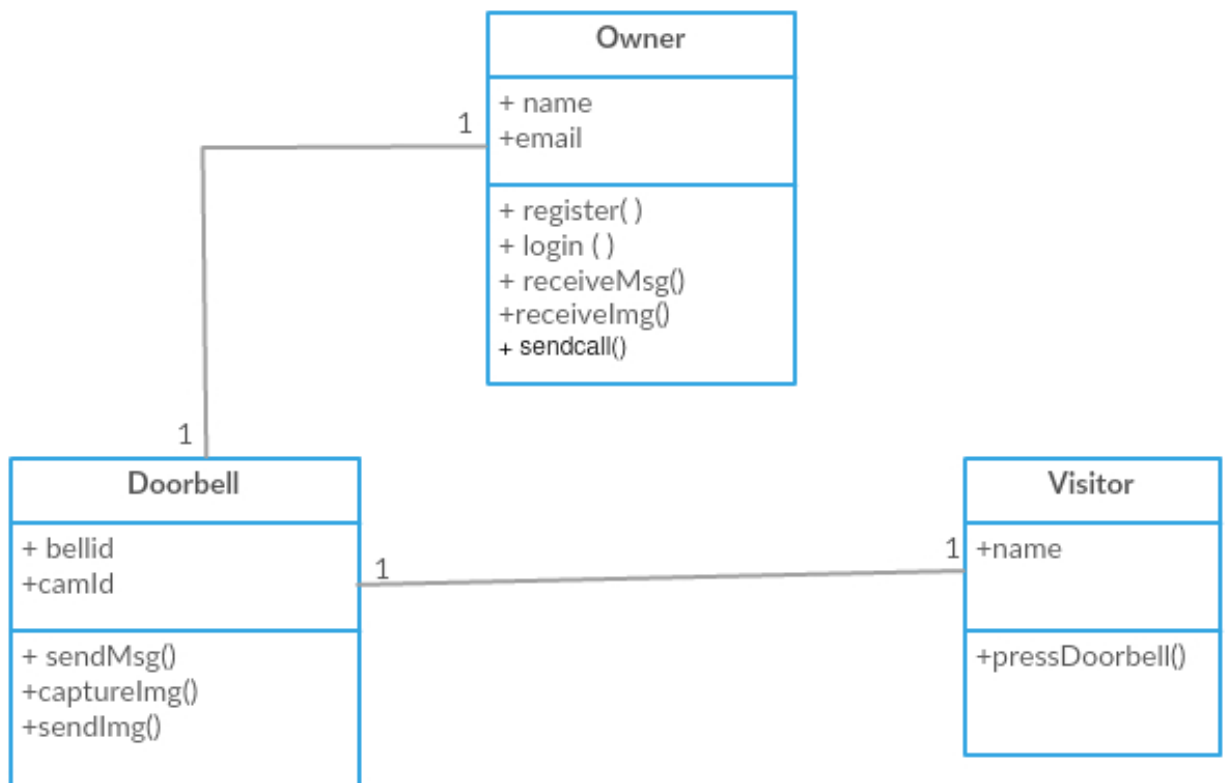 Owner
+ name
+email
+ register( )
+ login ( )
+ receiveMsg()
+receiveImg()
+ sendcall()
1
1
Doorbell
+ bellid
+camId
+ sendMsg()
+captureImg()
+sendImg()
1
1
Visitor
+name
+pressDoorbell()